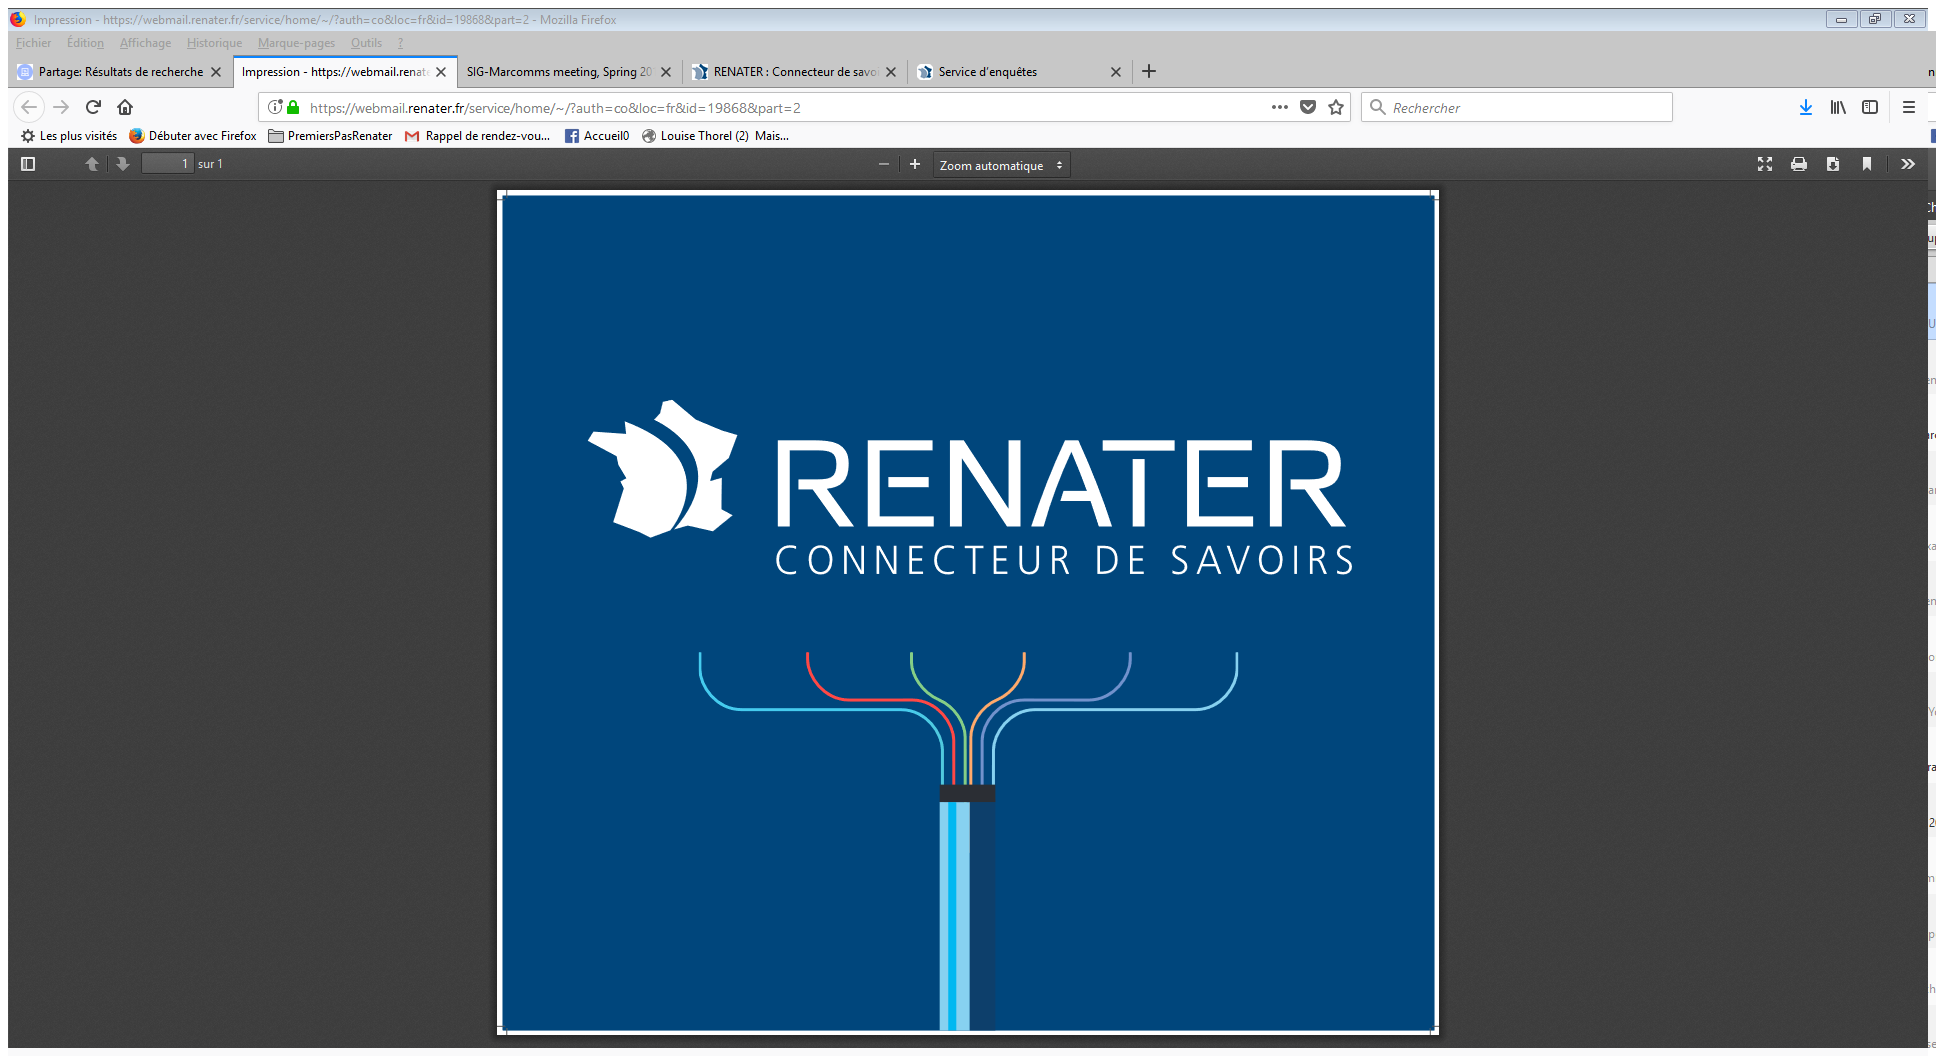 Impression - https://webmail.renater.fr/service/home/~/?auth=co&loc=fr&id=19868&part=2 - Mozilla Firefox
Fichier Édition Affichage Historique Marque-pages Outils ?
Partage: Résultats de recherche Impression - https://webmail.renate SIG-Marcomms meeting, Spring 20 RENATER : Connecteur de savoi Service d'enquêtes
https://webmail.renater.fr/service/home/~/?auth=co&loc=fr&id=19868&part=2 Rechercher
Les plus visités Débuter avec Firefox PremiersPasRenater Rappel de rendez-vou... Accueil0 Louise Thorel (2) Mais...
1 sur 1 Zoom automatique
RENATER
CONNECTEUR DE SAVOIRS